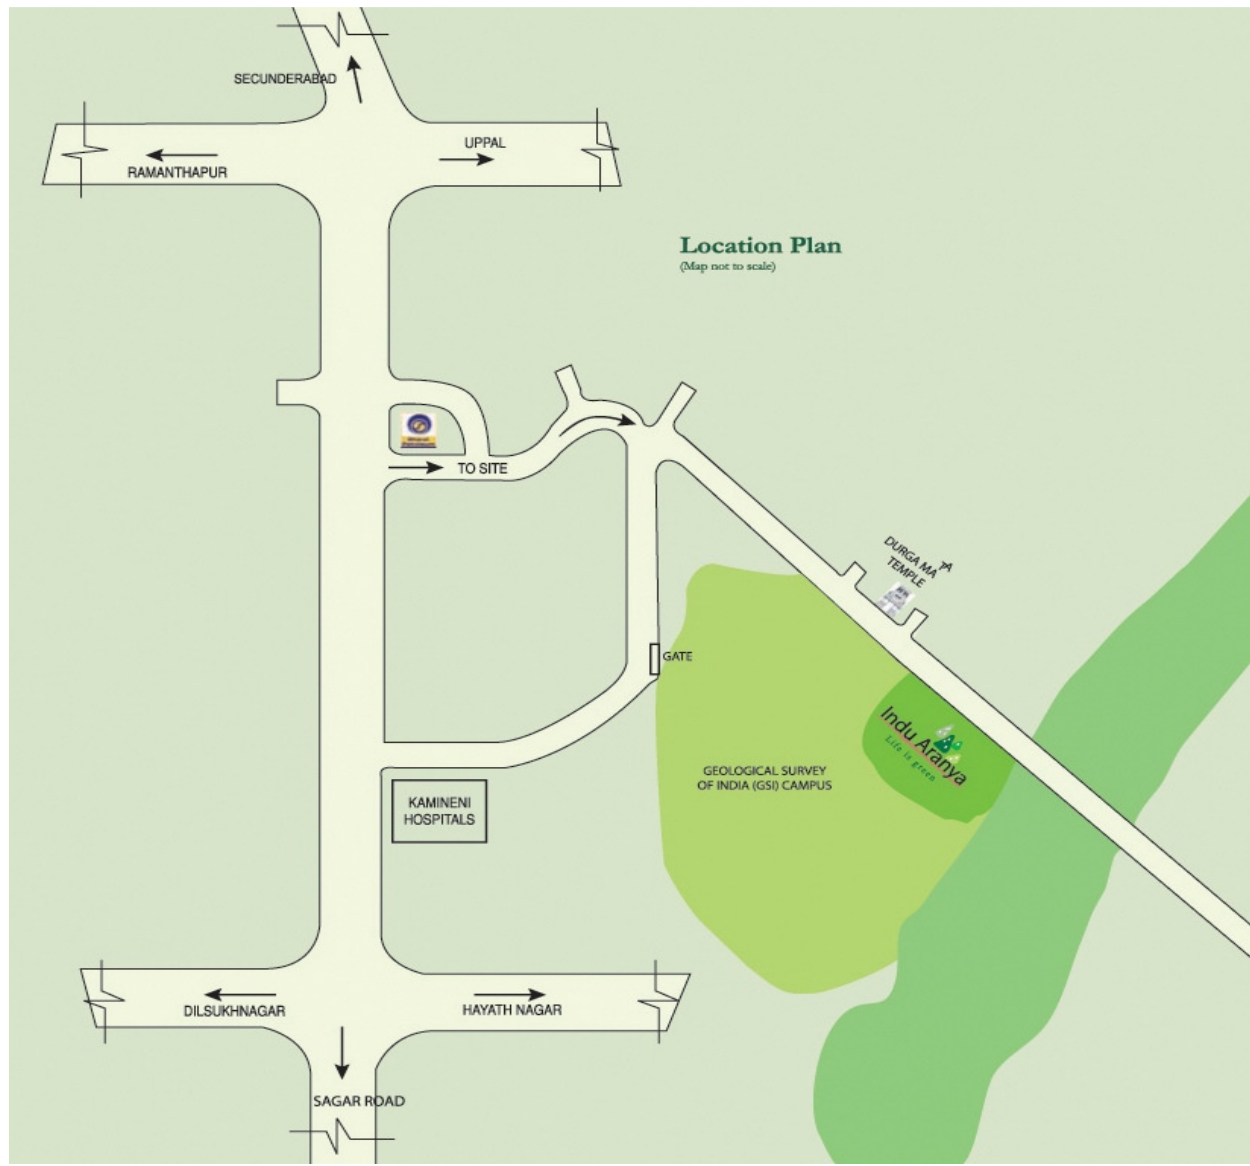 SECUNDERABAD
UPPAL
RAMANTHAPUR
Location Plan
(Map not to scale)
TO SITE
DURGA MATA
TEMPLE
GATE
Indu Aranya
Life is green
GEOLOGICAL SURVEY
OF INDIA (GSI) CAMPUS
KAMINENI
HOSPITALS
DILSUKHNAGAR
HAYATH NAGAR
SAGAR ROAD